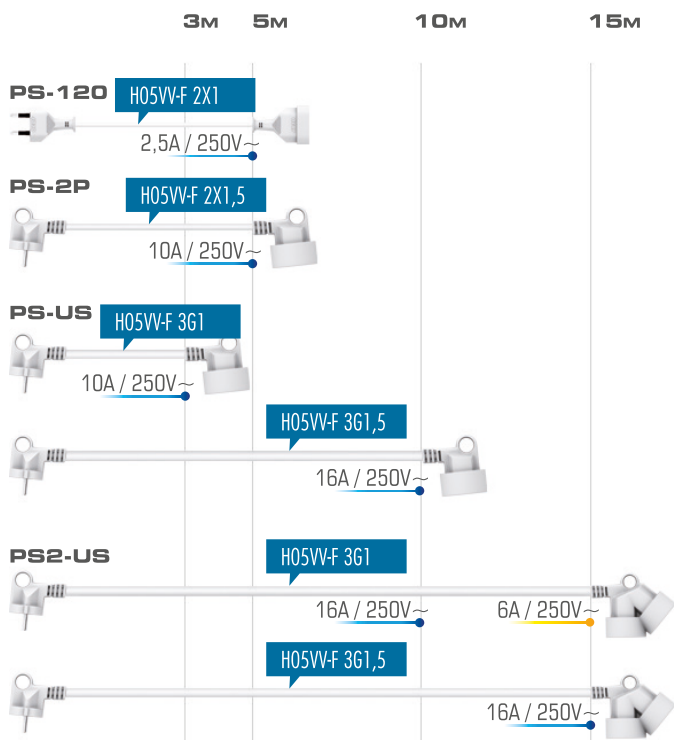 3м 5м 10м 15м
PS-120
H05VV-F 2X1
2,5A / 250V~
PS-2P
H05VV-F 2X1,5
10A / 250V~
PS-US
H05VV-F 3G1
10A / 250V~
H05VV-F 3G1,5
16A / 250V~
PS2-US
H05VV-F 3G1
16A / 250V~ 6A / 250V~
H05VV-F 3G1,5
16A / 250V~